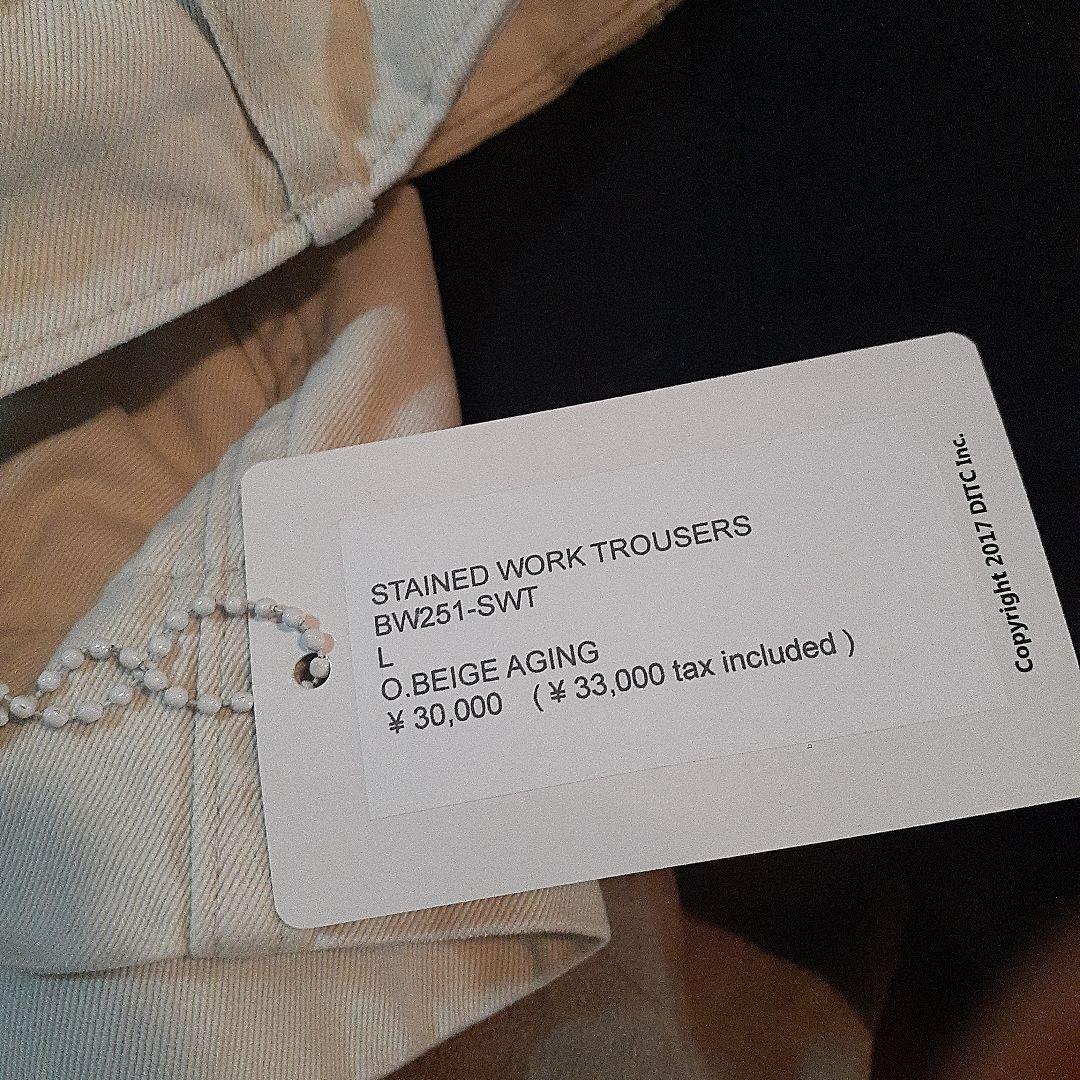 STAINED WORK TROUSERS
BW251-SWT
L
O.BEIGE AGING
¥ 30,000 (¥ 33,000 tax included )
Copyright 2017 DITC Inc.